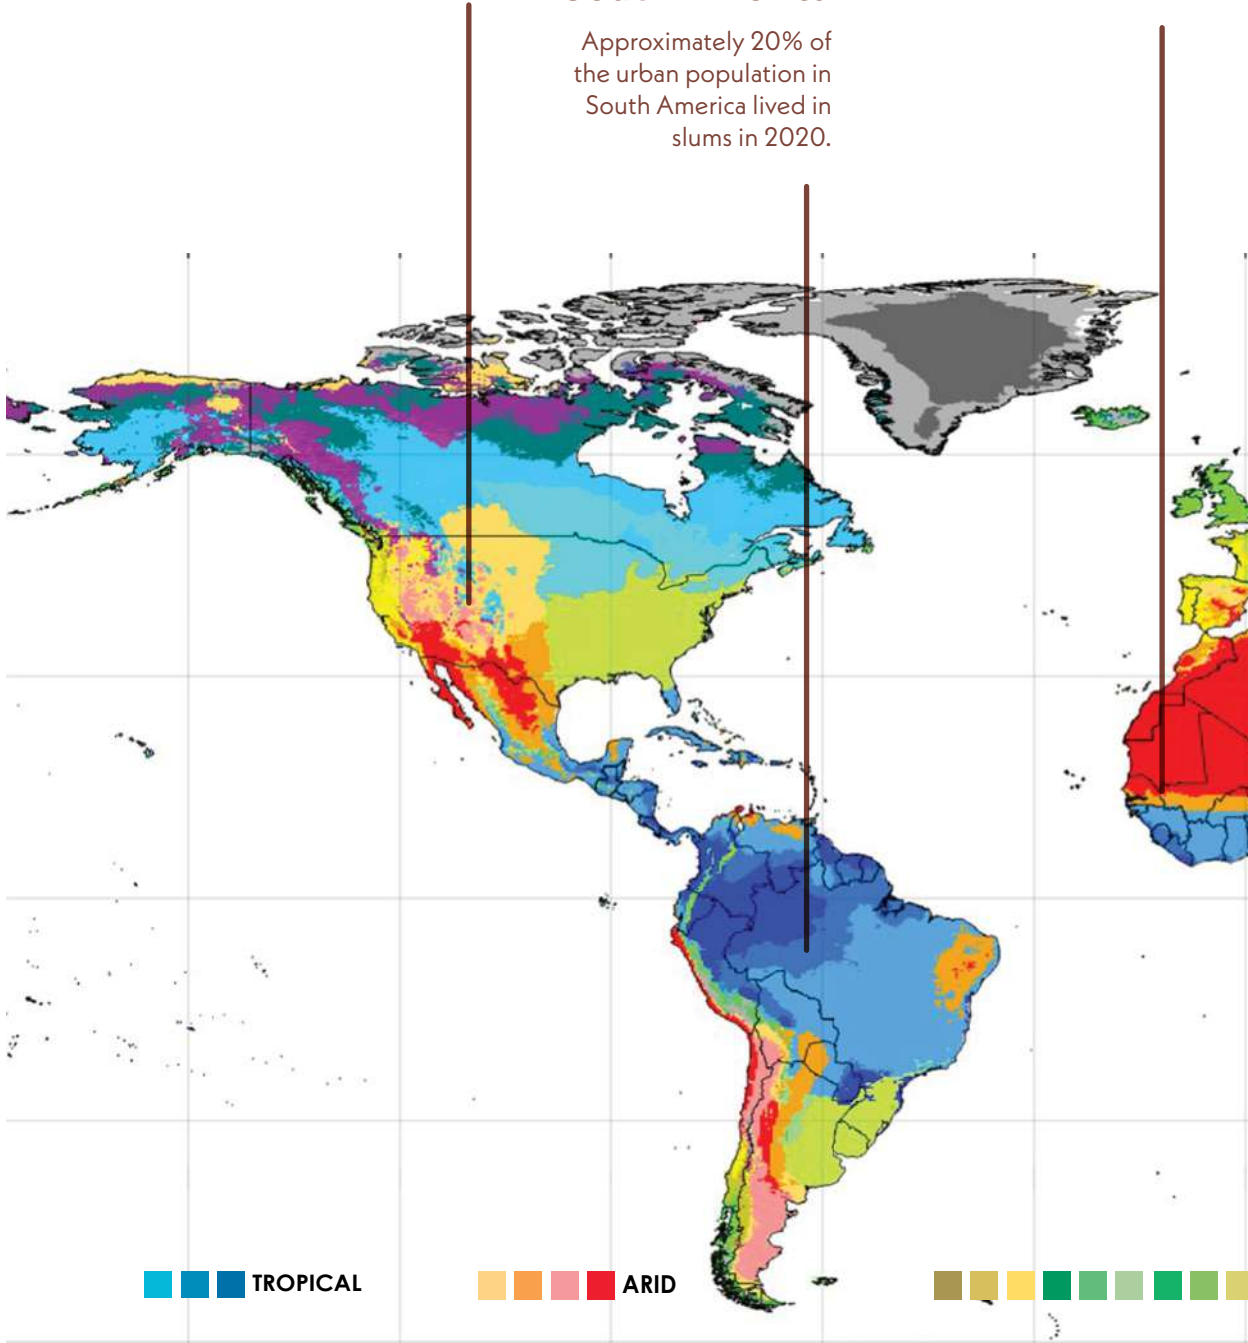 Approximately 20% of
the urban population in
South America lived in
slums in 2020.
TROPICAL
ARID